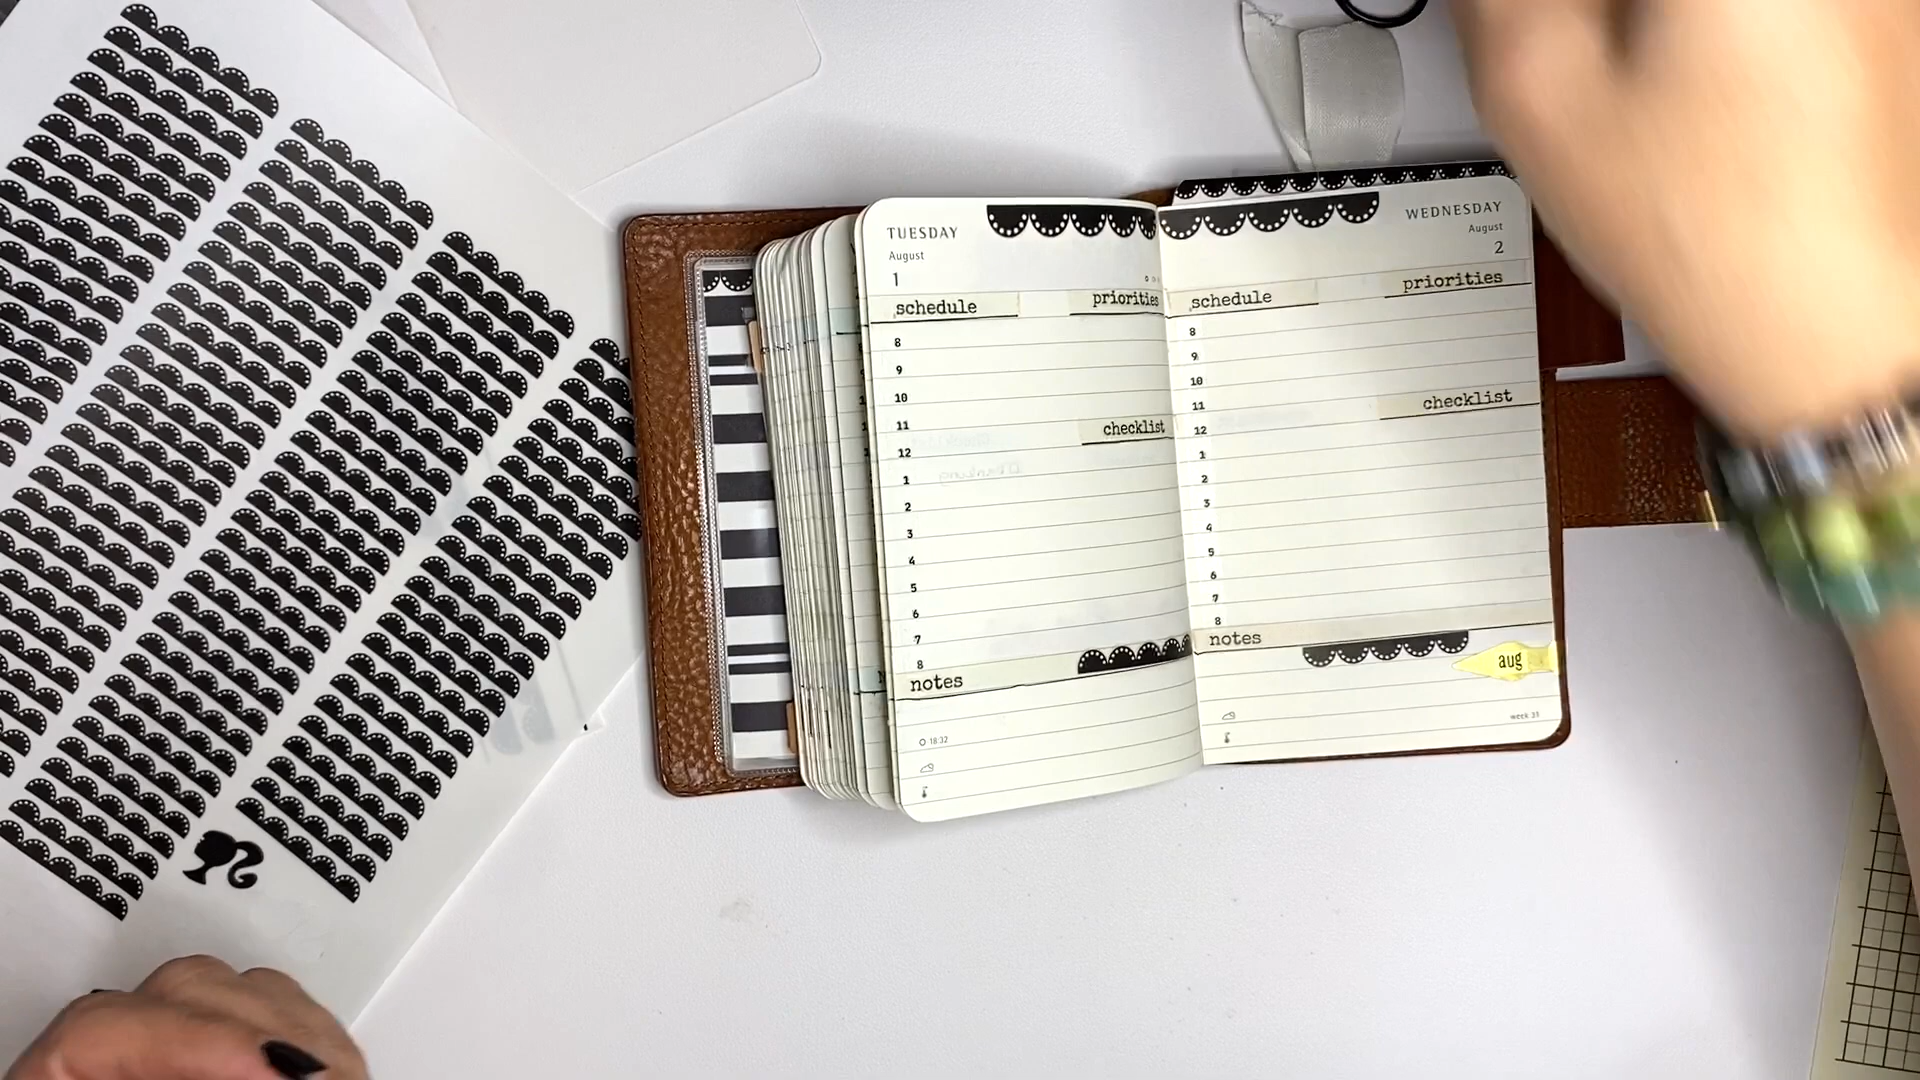 TUESDAY
August
1
schedule
priorities
8
9
10
11
checklist
12
1
2
3
4
5
6
7
8
notes
18:32
WEDNESDAY
August
2
priorities
schedule
8
9
10
checklist
11
12
1
2
3
4
5
6
7
8
notes
aug
week 31